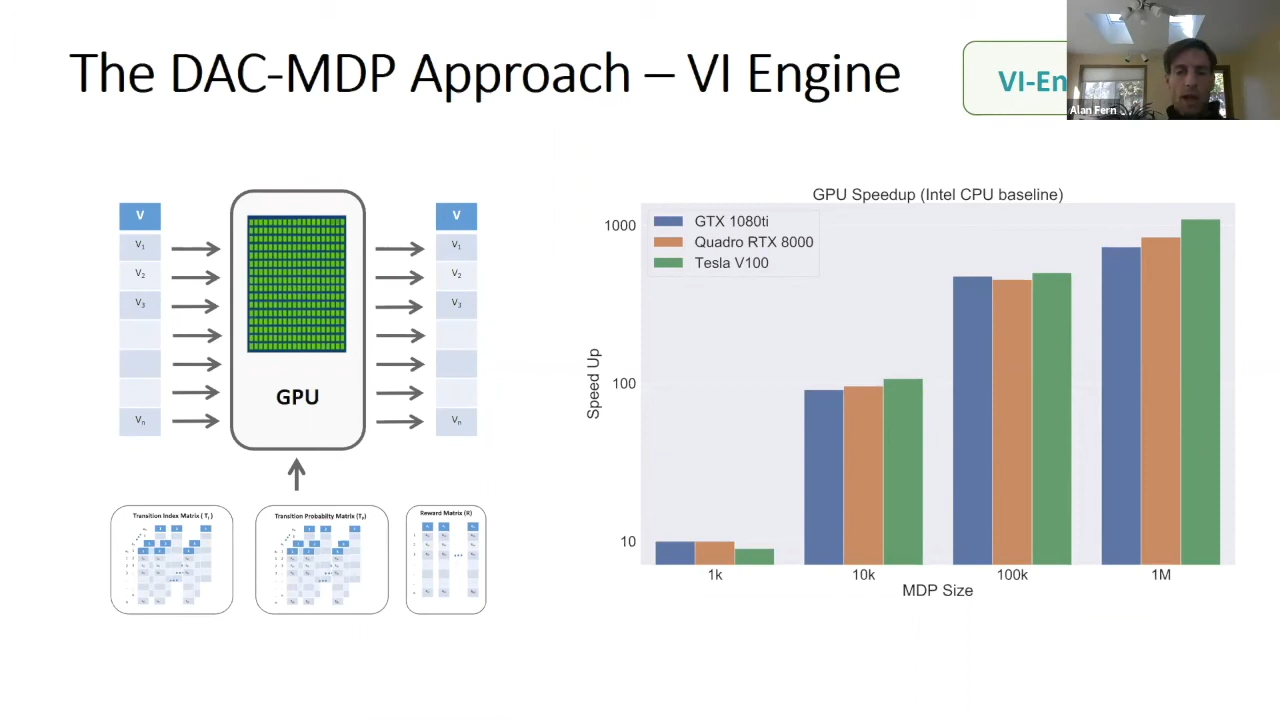 The DAC-MDP Approach – VI Engine
VI-En
Alan Fern
V
V1
V2
V3
Vn
GPU
V
V1
V2
V3
Vn
Transition Index Matrix ( TI )
Transition Probablity Matrix (TP)
Reward Matrix (R)
GPU Speedup (Intel CPU baseline)
GTX 1080ti
Quadro RTX 8000
Tesla V100
Speed Up
1000
100
10
1k 10k 100k 1M
MDP Size